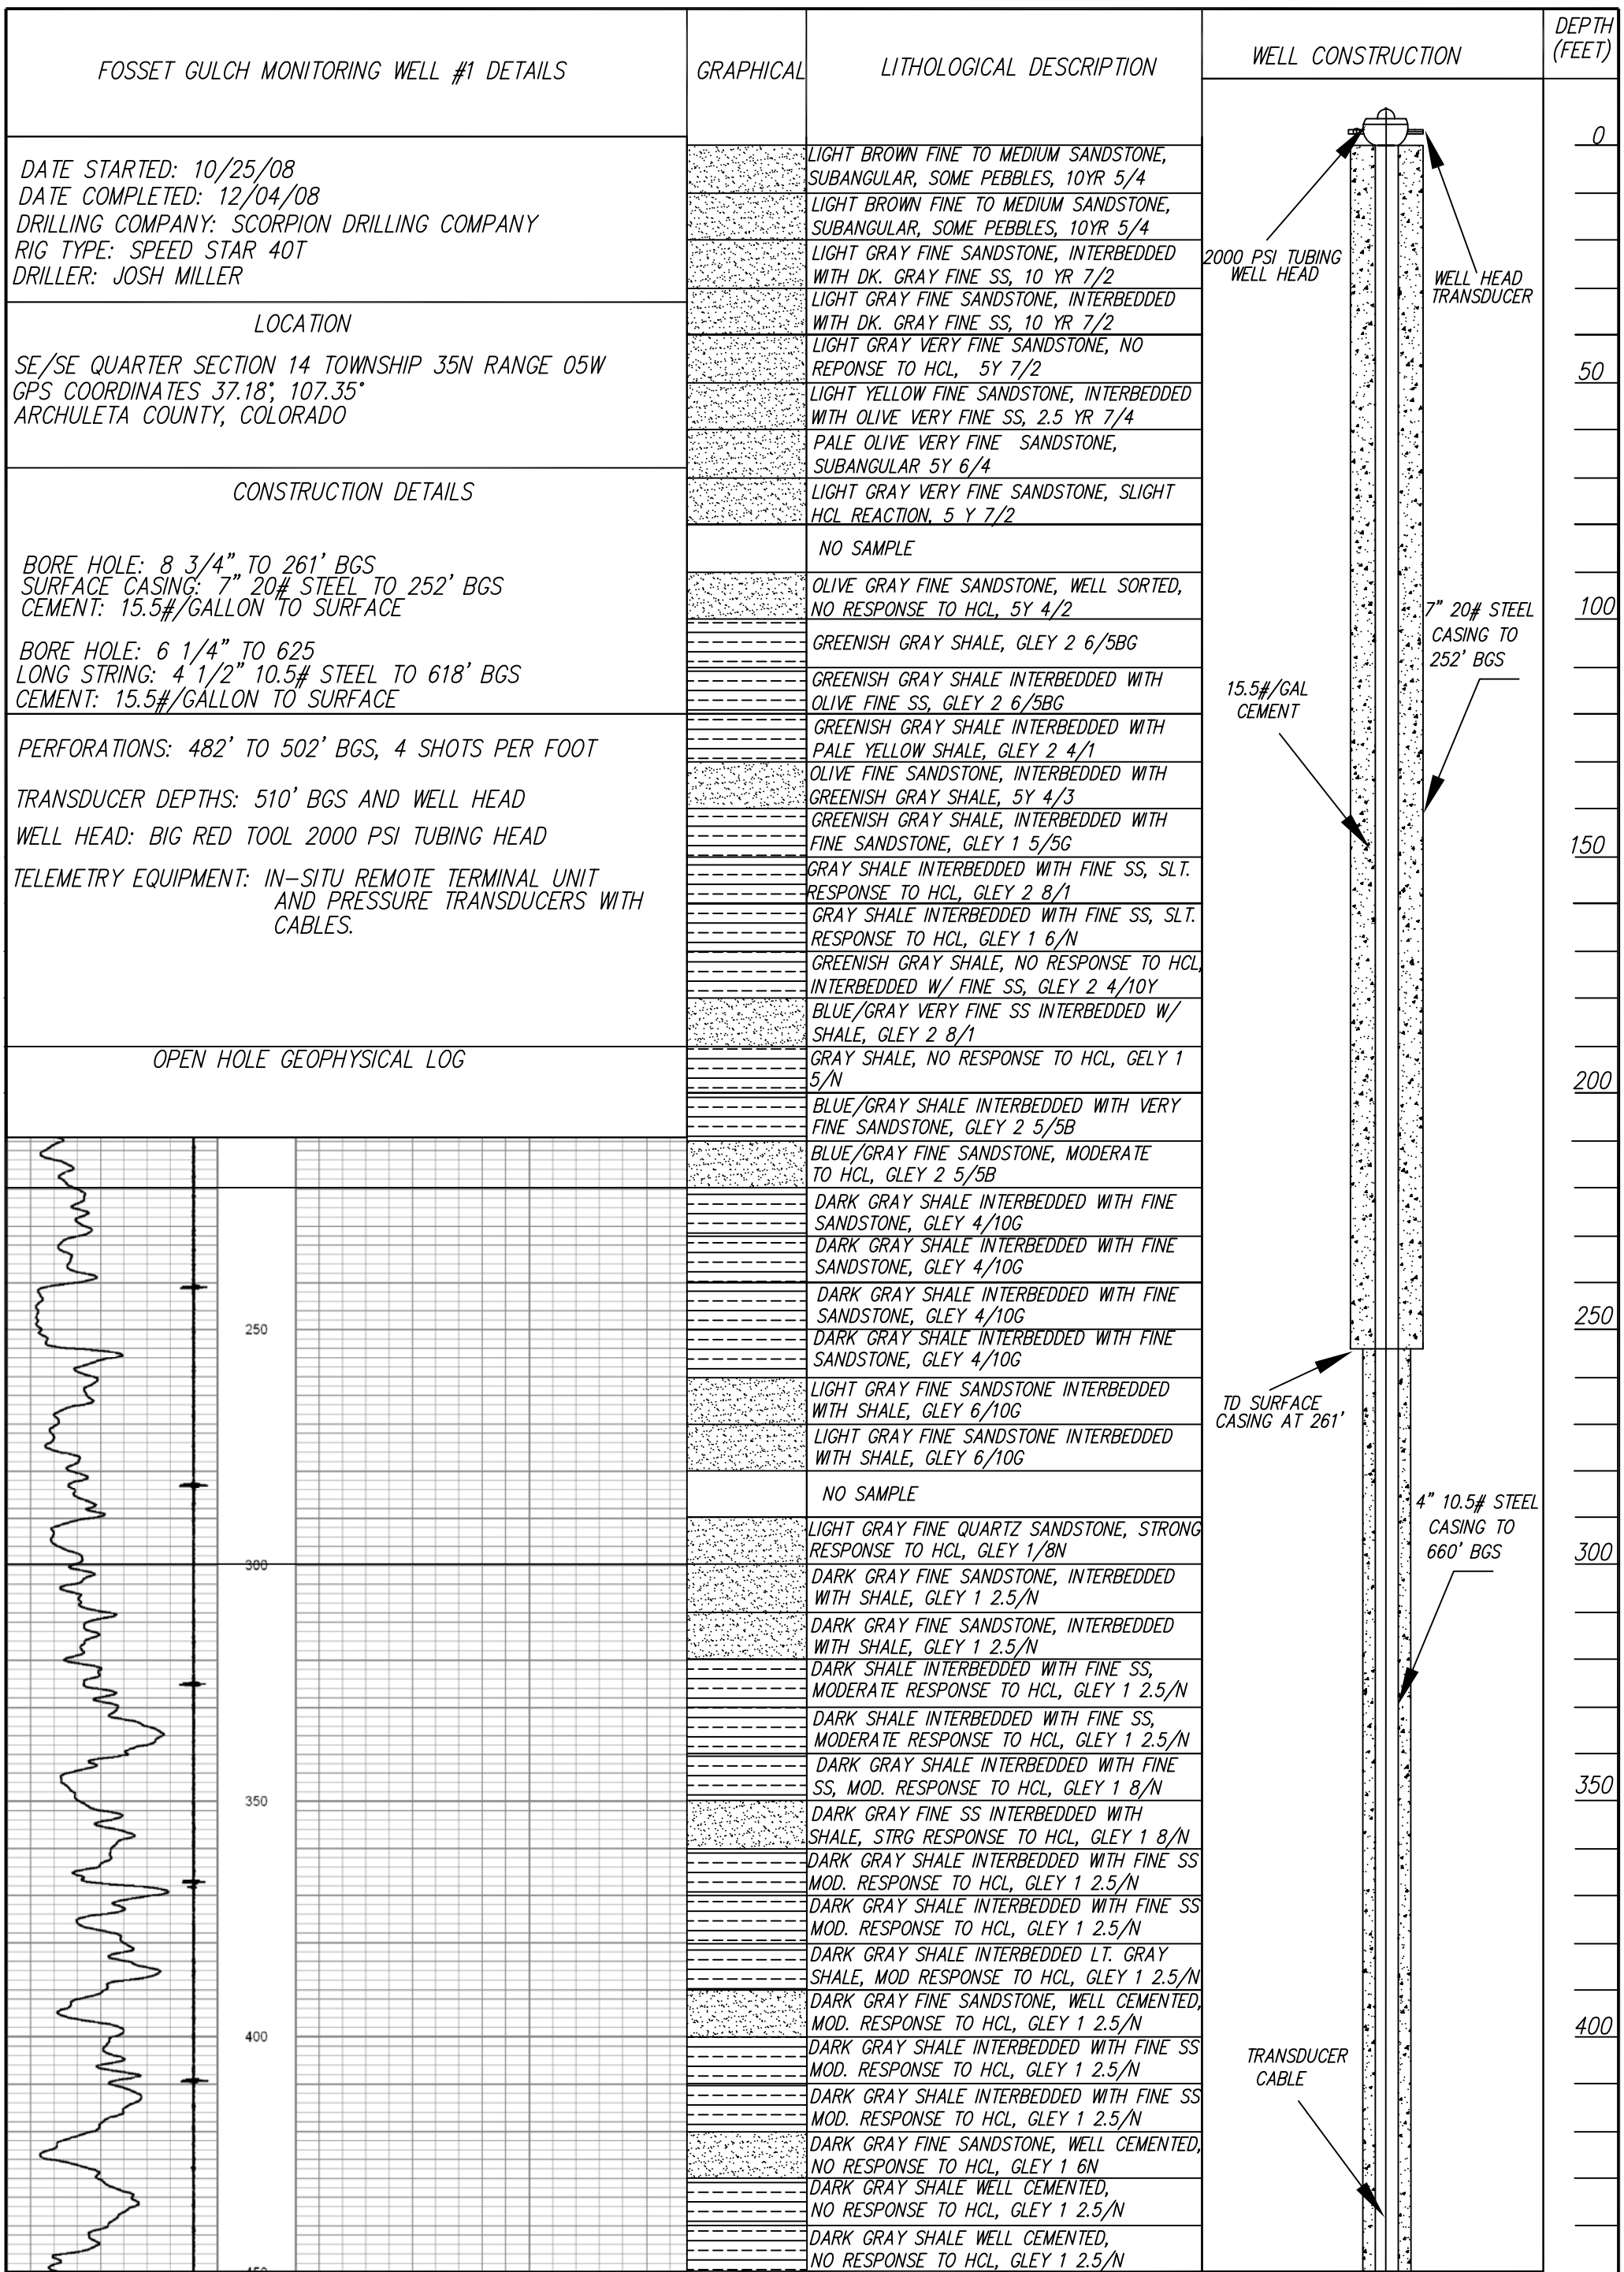 FOSSET GULCH MONITORING WELL #1 DETAILS
GRAPHICAL
LITHOLOGICAL DESCRIPTION
WELL CONSTRUCTION
DEPTH
(FEET)
DATE STARTED: 10/25/08
DATE COMPLETED: 12/04/08
DRILLING COMPANY: SCORPION DRILLING COMPANY
RIG TYPE: SPEED STAR 40T
DRILLER: JOSH MILLER
LOCATION
SE/SE QUARTER SECTION 14 TOWNSHIP 35N RANGE 05W
GPS COORDINATES 37.18°, 107.35°
ARCHULETA COUNTY, COLORADO
CONSTRUCTION DETAILS
BORE HOLE: 8 3/4" TO 261' BGS
SURFACE CASING: 7" 20# STEEL TO 252' BGS
CEMENT: 15.5#/GALLON TO SURFACE
BORE HOLE: 6 1/4" TO 625
LONG STRING: 4 1/2" 10.5# STEEL TO 618' BGS
CEMENT: 15.5#/GALLON TO SURFACE
PERFORATIONS: 482' TO 502' BGS, 4 SHOTS PER FOOT
TRANSDUCER DEPTHS: 510' BGS AND WELL HEAD
WELL HEAD: BIG RED TOOL 2000 PSI TUBING HEAD
TELEMETRY EQUIPMENT: IN-SITU REMOTE TERMINAL UNIT
AND PRESSURE TRANSDUCERS WITH
CABLES.
OPEN HOLE GEOPHYSICAL LOG
250
300
350
400
450
LIGHT BROWN FINE TO MEDIUM SANDSTONE,
SUBANGULAR, SOME PEBBLES, 10YR 5/4
LIGHT BROWN FINE TO MEDIUM SANDSTONE,
SUBANGULAR, SOME PEBBLES, 10YR 5/4
LIGHT GRAY FINE SANDSTONE, INTERBEDDED
WITH DK. GRAY FINE SS, 10 YR 7/2
LIGHT GRAY FINE SANDSTONE, INTERBEDDED
WITH DK. GRAY FINE SS, 10 YR 7/2
LIGHT GRAY VERY FINE SANDSTONE, NO
REPONSE TO HCL, 5Y 7/2
LIGHT YELLOW FINE SANDSTONE, INTERBEDDED
WITH OLIVE VERY FINE SS, 2.5 YR 7/4
PALE OLIVE VERY FINE SANDSTONE,
SUBANGULAR 5Y 6/4
LIGHT GRAY VERY FINE SANDSTONE, SLIGHT
HCL REACTION, 5 Y 7/2
NO SAMPLE
OLIVE GRAY FINE SANDSTONE, WELL SORTED,
NO RESPONSE TO HCL, 5Y 4/2
GREENISH GRAY SHALE, GLEY 2 6/5BG
GREENISH GRAY SHALE INTERBEDDED WITH
OLIVE FINE SS, GLEY 2 6/5BG
GREENISH GRAY SHALE INTERBEDDED WITH
PALE YELLOW SHALE, GLEY 2 4/1
OLIVE FINE SANDSTONE, INTERBEDDED WITH
GREENISH GRAY SHALE, 5Y 4/3
GREENISH GRAY SHALE, INTERBEDDED WITH
FINE SANDSTONE, GLEY 1 5/5G
GRAY SHALE INTERBEDDED WITH FINE SS, SLT.
RESPONSE TO HCL, GLEY 2 8/1
GRAY SHALE INTERBEDDED WITH FINE SS, SLT.
RESPONSE TO HCL, GLEY 1 6/N
GREENISH GRAY SHALE, NO RESPONSE TO HCL,
INTERBEDDED W/ FINE SS, GLEY 2 4/10Y
BLUE/GRAY VERY FINE SS INTERBEDDED W/
SHALE, GLEY 2 8/1
GRAY SHALE, NO RESPONSE TO HCL, GELY 1
5/N
BLUE/GRAY SHALE INTERBEDDED WITH VERY
FINE SANDSTONE, GLEY 2 5/5B
BLUE/GRAY FINE SANDSTONE, MODERATE
TO HCL, GLEY 2 5/5B
DARK GRAY SHALE INTERBEDDED WITH FINE
SANDSTONE, GLEY 4/10G
DARK GRAY SHALE INTERBEDDED WITH FINE
SANDSTONE, GLEY 4/10G
DARK GRAY SHALE INTERBEDDED WITH FINE
SANDSTONE, GLEY 4/10G
DARK GRAY SHALE INTERBEDDED WITH FINE
SANDSTONE, GLEY 4/10G
LIGHT GRAY FINE SANDSTONE INTERBEDDED
WITH SHALE, GLEY 6/10G
LIGHT GRAY FINE SANDSTONE INTERBEDDED
WITH SHALE, GLEY 6/10G
NO SAMPLE
LIGHT GRAY FINE QUARTZ SANDSTONE, STRONG
RESPONSE TO HCL, GLEY 1/8N
DARK GRAY FINE SANDSTONE, INTERBEDDED
WITH SHALE, GLEY 1 2.5/N
DARK GRAY FINE SANDSTONE, INTERBEDDED
WITH SHALE, GLEY 1 2.5/N
DARK SHALE INTERBEDDED WITH FINE SS,
MODERATE RESPONSE TO HCL, GLEY 1 2.5/N
DARK SHALE INTERBEDDED WITH FINE SS,
MODERATE RESPONSE TO HCL, GLEY 1 2.5/N
DARK GRAY SHALE INTERBEDDED WITH FINE
SS, MOD. RESPONSE TO HCL, GLEY 1 8/N
DARK GRAY FINE SS INTERBEDDED WITH
SHALE, STRG RESPONSE TO HCL, GLEY 1 8/N
DARK GRAY SHALE INTERBEDDED WITH FINE SS
MOD. RESPONSE TO HCL, GLEY 1 2.5/N
DARK GRAY SHALE INTERBEDDED WITH FINE SS
MOD. RESPONSE TO HCL, GLEY 1 2.5/N
DARK GRAY SHALE INTERBEDDED LT. GRAY
SHALE, MOD RESPONSE TO HCL, GLEY 1 2.5/N
DARK GRAY FINE SANDSTONE, WELL CEMENTED,
MOD. RESPONSE TO HCL, GLEY 1 2.5/N
DARK GRAY SHALE INTERBEDDED WITH FINE SS
MOD. RESPONSE TO HCL, GLEY 1 2.5/N
DARK GRAY SHALE INTERBEDDED WITH FINE SS
MOD. RESPONSE TO HCL, GLEY 1 2.5/N
DARK GRAY FINE SANDSTONE, WELL CEMENTED,
NO RESPONSE TO HCL, GLEY 1 6N
DARK GRAY SHALE WELL CEMENTED,
NO RESPONSE TO HCL, GLEY 1 2.5/N
DARK GRAY SHALE WELL CEMENTED,
NO RESPONSE TO HCL, GLEY 1 2.5/N
2000 PSI TUBING
WELL HEAD
WELL HEAD
TRANSDUCER
7" 20# STEEL
CASING TO
252' BGS
15.5#/GAL
CEMENT
TD SURFACE
CASING AT 261'
4" 10.5# STEEL
CASING TO
660' BGS
TRANSDUCER
CABLE
0
50
100
150
200
250
300
350
400